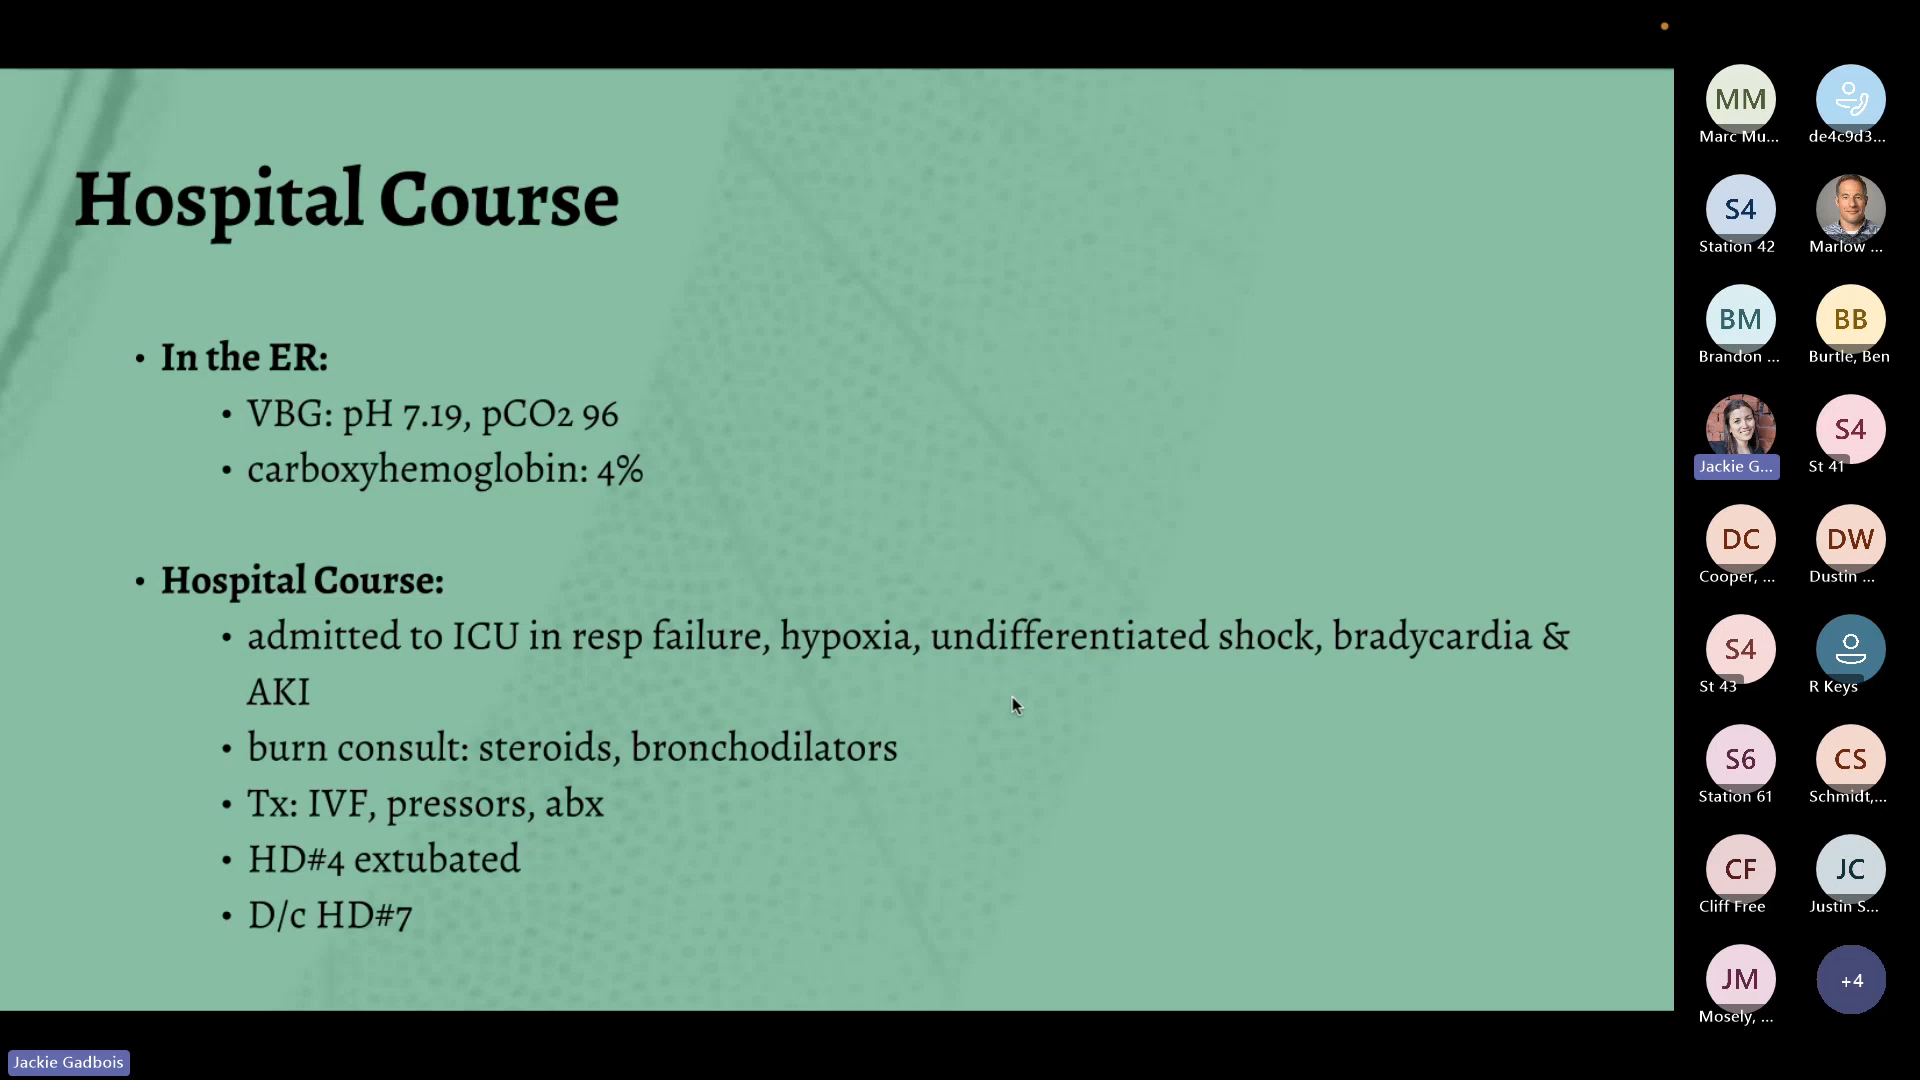 Hospital Course
• In the ER:
• VBG: pH 7.19, pCO2 96
• carboxyhemoglobin: 4%
• Hospital Course:
• admitted to ICU in resp failure, hypoxia, undifferentiated shock, bradycardia &
AKI
• burn consult: steroids, bronchodilators
• Tx: IVF, pressors, abx
• HD#4 extubated
• D/c HD#7
MM
Marc Mu...
de4c9d3...
S4
Station 42
Marlow ...
BM
Brandon ...
BB
Burtle, Ben
Jackie G...
S4
St 41
DC
Cooper, ...
DW
Dustin ...
S4
St 43
R Keys
S6
Station 61
CS
Schmidt,...
CF
Cliff Free
JC
Justin S...
JM
Mosely, ...
+4
Jackie Gadbois